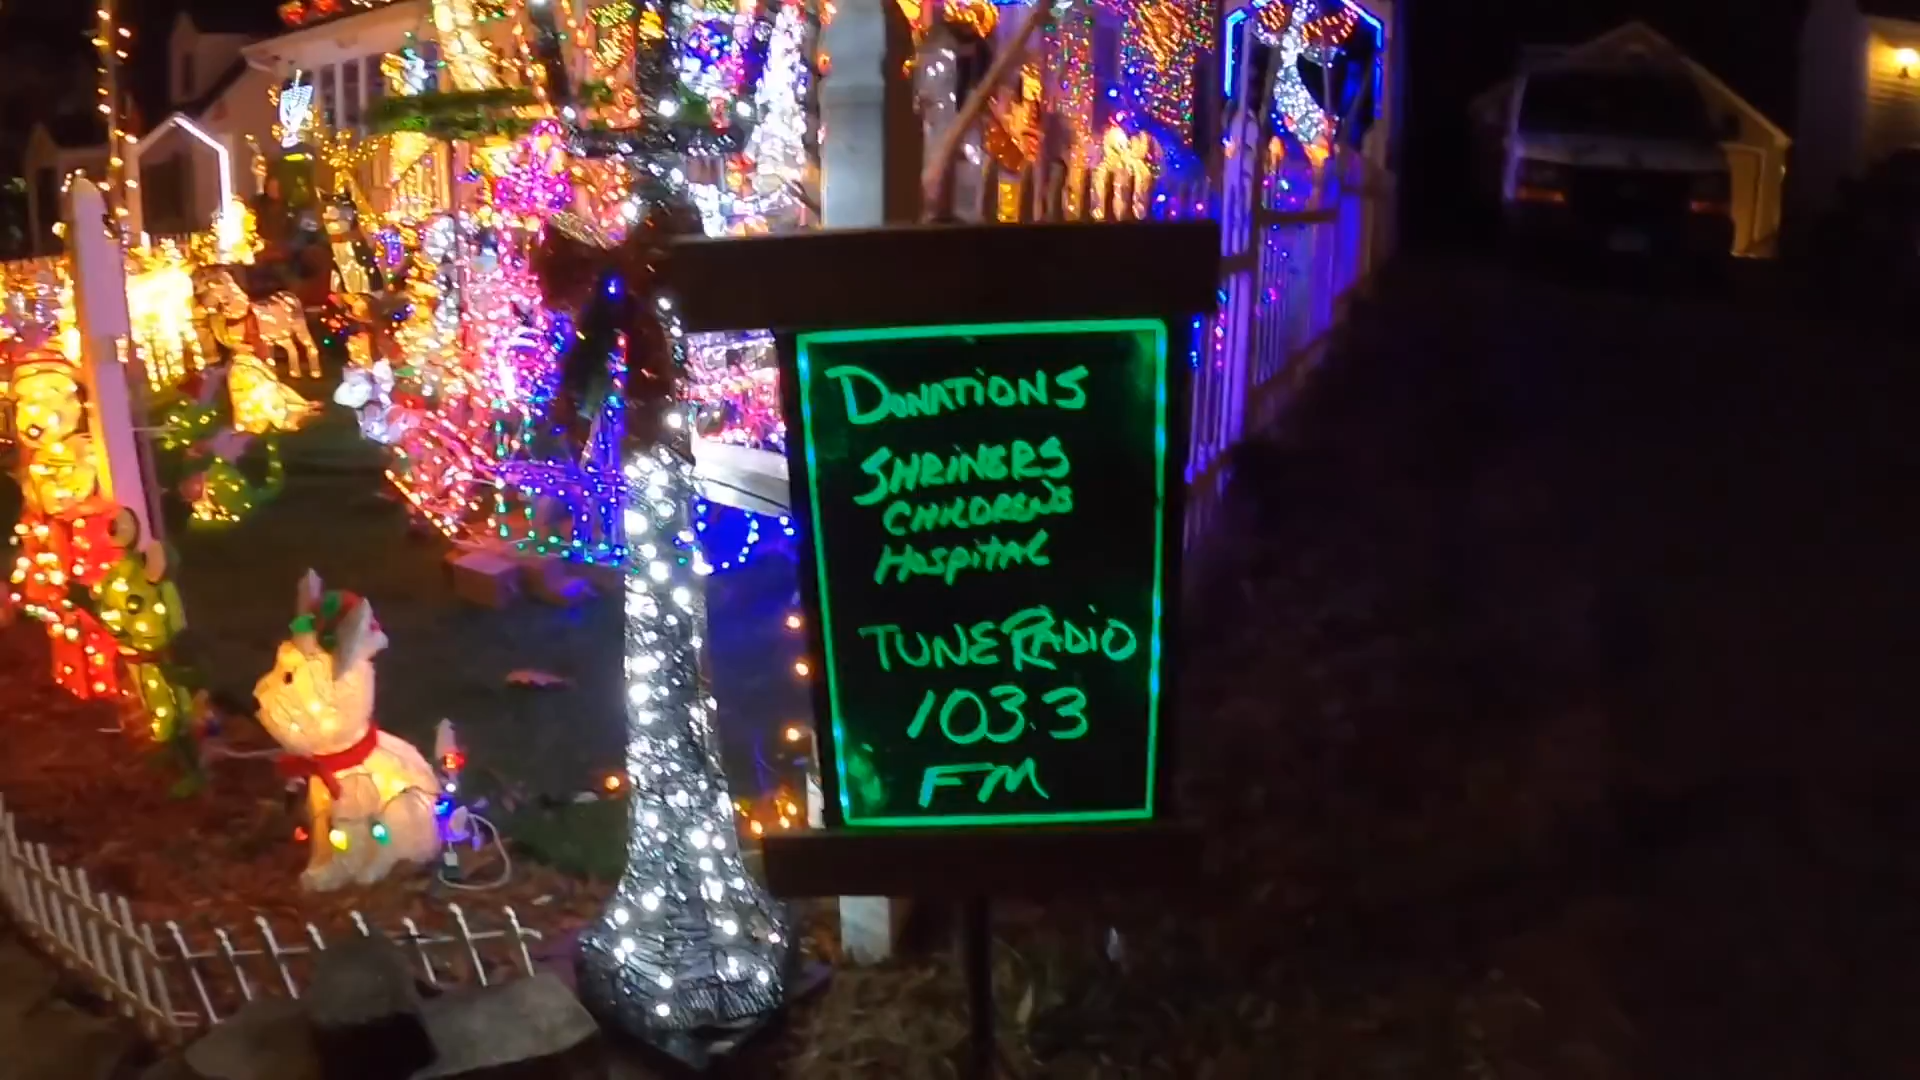 DONATIONS
SHRINERS
CHILDREN'S
HOSPITAL
TUNE RADIO
103.3
FM